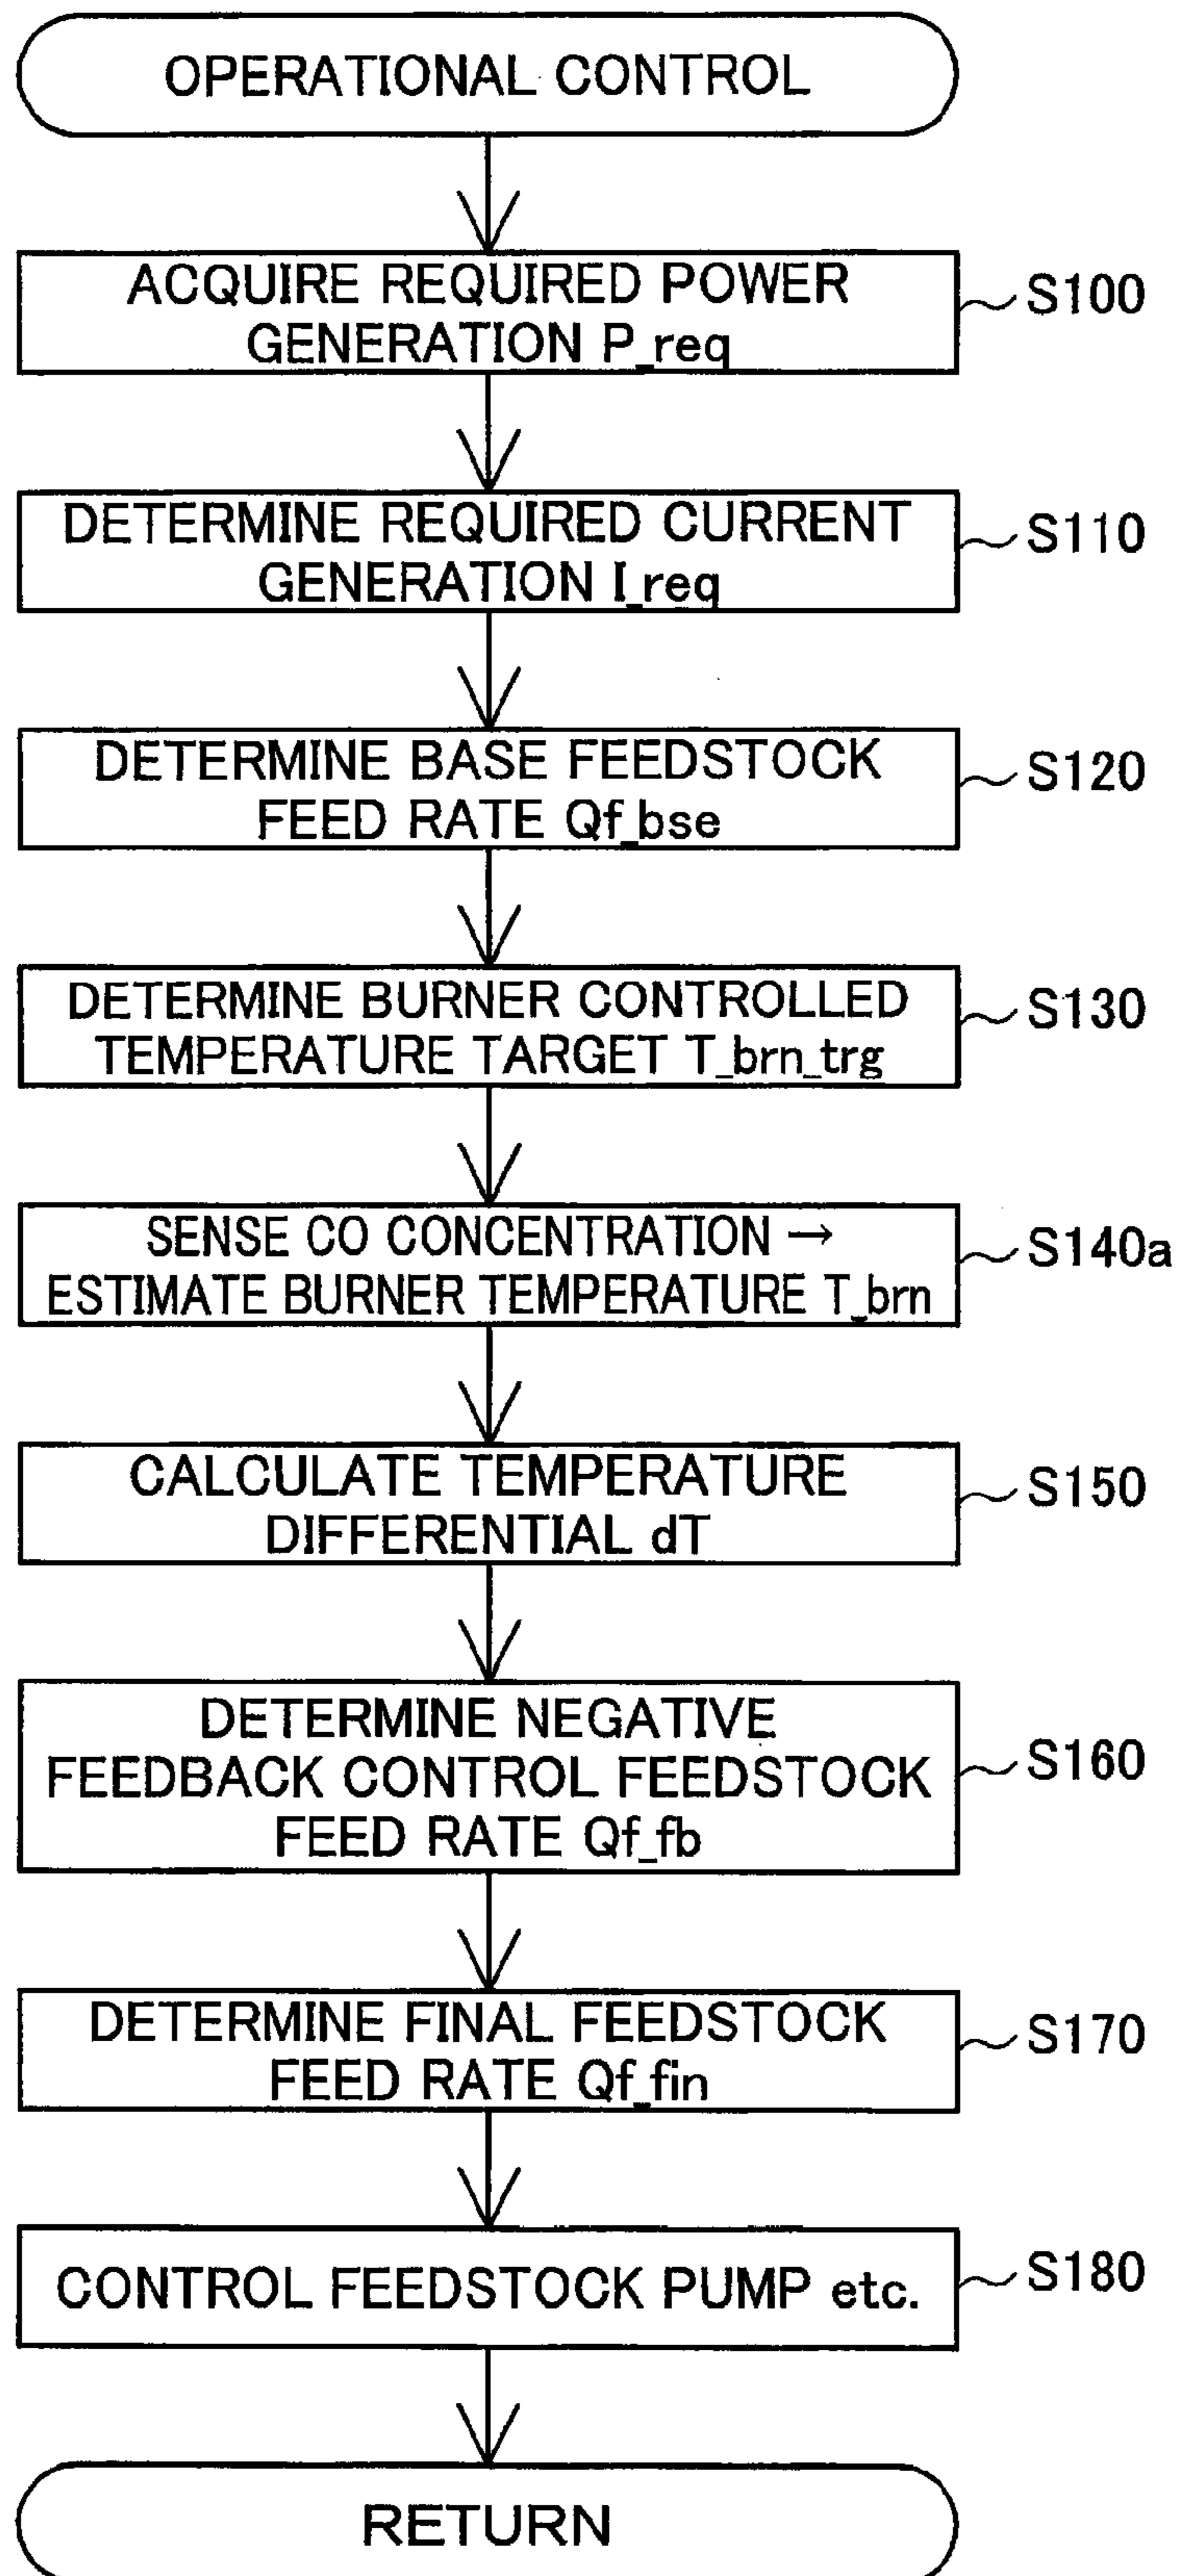 OPERATIONAL CONTROL
ACQUIRE REQUIRED POWER
GENERATION P_req
S100
DETERMINE REQUIRED CURRENT
GENERATION I_req
S110
DETERMINE BASE FEEDSTOCK
FEED RATE Qf_bse
S120
DETERMINE BURNER CONTROLLED
TEMPERATURE TARGET T_brn_trg
S130
SENSE CO CONCENTRATION →
ESTIMATE BURNER TEMPERATURE T_brn
S140a
CALCULATE TEMPERATURE
DIFFERENTIAL dT
S150
DETERMINE NEGATIVE
FEEDBACK CONTROL FEEDSTOCK
FEED RATE Qf_fb
S160
DETERMINE FINAL FEEDSTOCK
FEED RATE Qf_fin
S170
CONTROL FEEDSTOCK PUMP etc.
S180
RETURN